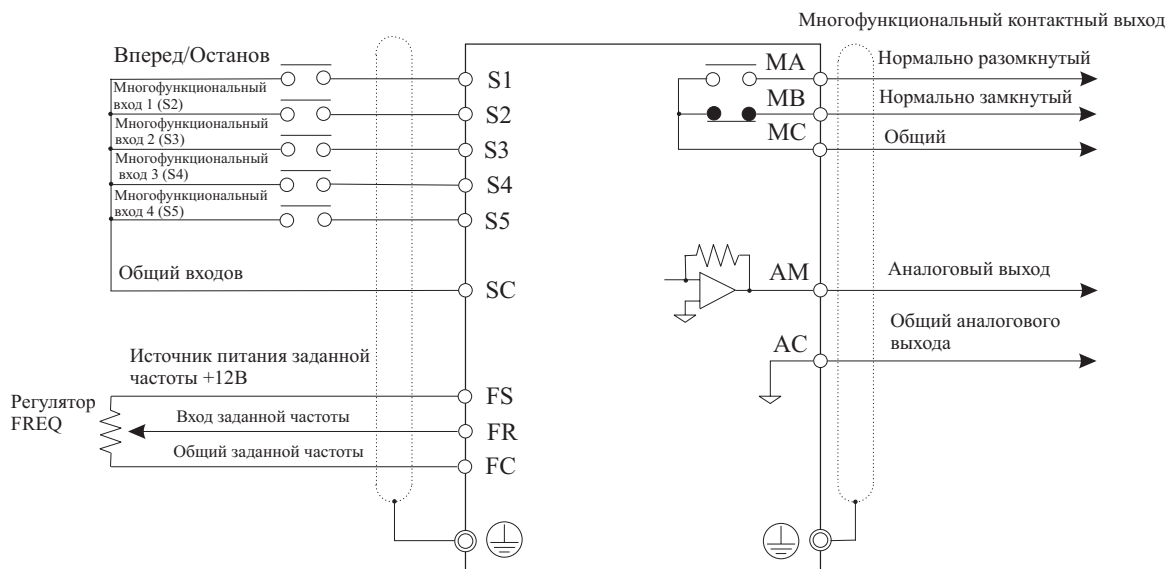 Многофункциональный контактный выход
Вперед/Останов
S1
Многофункциональный
вход 1 (S2)
S2
Многофункциональный
вход 2 (S3)
S3
Многофункциональный
вход 3 (S4)
S4
Многофункциональный
вход 4 (S5)
S5
Общий входов
SC
Источник питания заданной
частоты +12В
FS
Регулятор
FREQ
Вход заданной частоты
FR
Общий заданной частоты
FC
MA
Нормально разомкнутый
MB
Нормально замкнутый
MC
Общий
AM
Аналоговый выход
AC
Общий аналогового
выхода